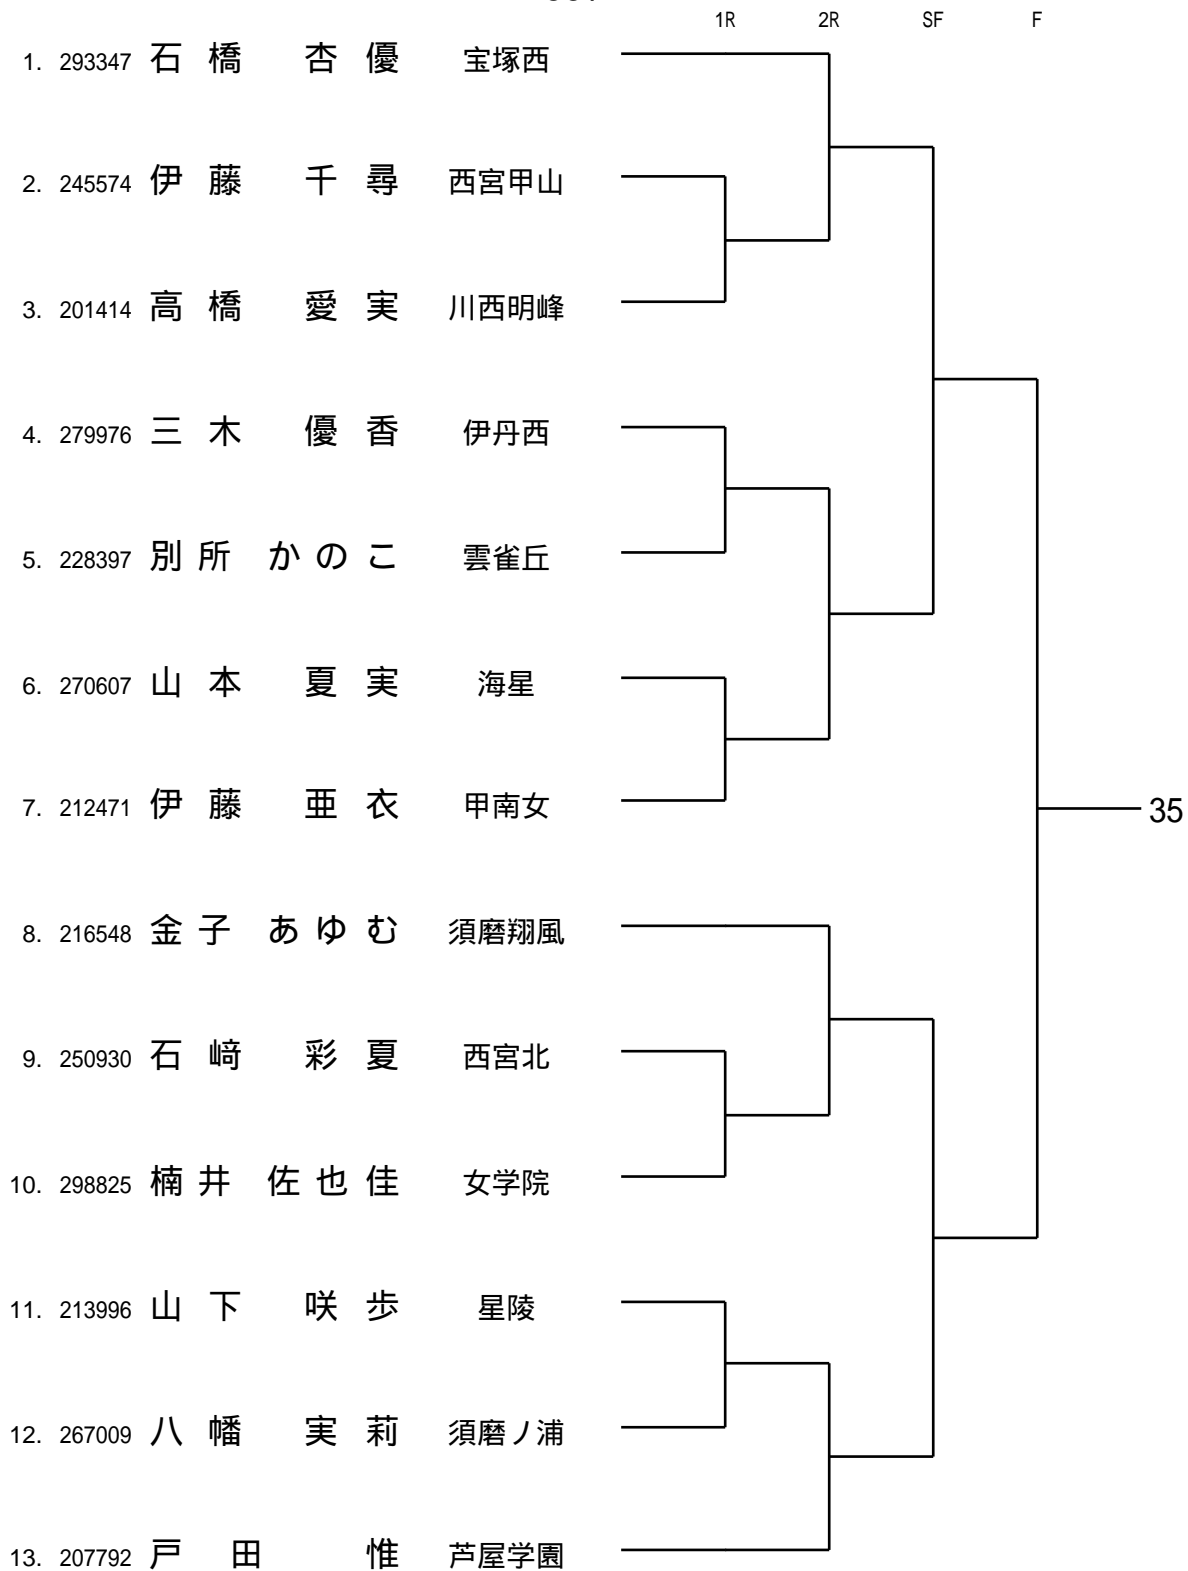 1R 2R SF F
1. 293347 石橋 杏優 宝塚西
2. 245574 伊藤 千尋 西宮甲山
3. 201414 高橋 愛実 川西明峰
4. 279976 三木 優香 伊丹西
5. 228397 別所 かのこ 雲雀丘
6. 270607 山本 夏実 海星
7. 212471 伊藤 亜衣 甲南女
35
8. 216548 金子 あゆむ 須磨翔風
9. 250930 石﨑 彩夏 西宮北
10. 298825 楠井 佐也佳 女学院
11. 213996 山下 咲歩 星陵
12. 267009 八幡 実莉 須磨ノ浦
13. 207792 戸田 惟 芦屋学園